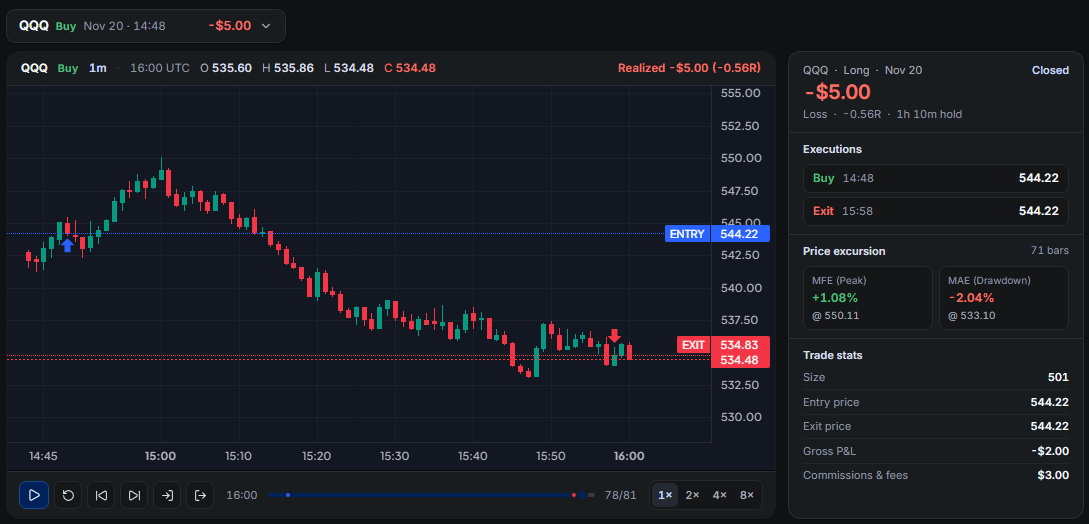 QQQ Buy Nov 20 · 14:48 -$5.00
QQQ Buy 1m · 16:00 UTC O 535.60 H 535.86 L 534.48 C 534.48 Realized -$5.00 (-0.56R)
555.00
552.50
550.00
547.50
545.00
ENTRY 544.22
542.50
540.00
537.50
EXIT 534.83
534.48
532.50
530.00
14:45 15:00 15:10 15:20 15:30 15:40 15:50 16:00
16:00 78/81 1× 2× 4× 8×
QQQ · Long · Nov 20 Closed
-$5.00
Loss · -0.56R · 1h 10m hold
Executions
Buy 14:48 544.22
Exit 15:58 544.22
Price excursion 71 bars
MFE (Peak)
+1.08%
@ 550.11
MAE (Drawdown)
-2.04%
@ 533.10
Trade stats
Size 501
Entry price 544.22
Exit price 544.22
Gross P&L -$2.00
Commissions & fees $3.00